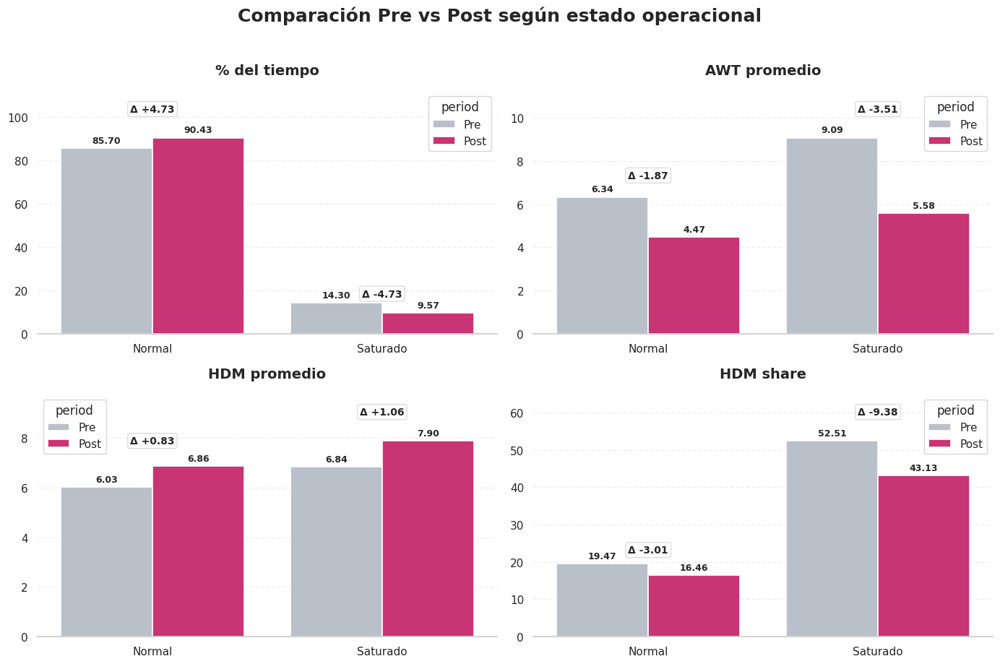 Comparación Pre vs Post según estado operacional
% del tiempo
Δ +4.73
85.70
90.43
14.30
Δ -4.73
9.57
period
Pre
Post
100
80
60
40
20
0
Normal
Saturado
AWT promedio
Δ -3.51
9.09
Δ -1.87
6.34
4.47
5.58
period
Pre
Post
10
8
6
4
2
0
Normal
Saturado
HDM promedio
period
Pre
Post
Δ +0.83
6.03
6.86
Δ +1.06
6.84
7.90
8
6
4
2
0
Normal
Saturado
HDM share
Δ -9.38
52.51
43.13
Δ -3.01
19.47
16.46
period
Pre
Post
60
50
40
30
20
10
0
Normal
Saturado